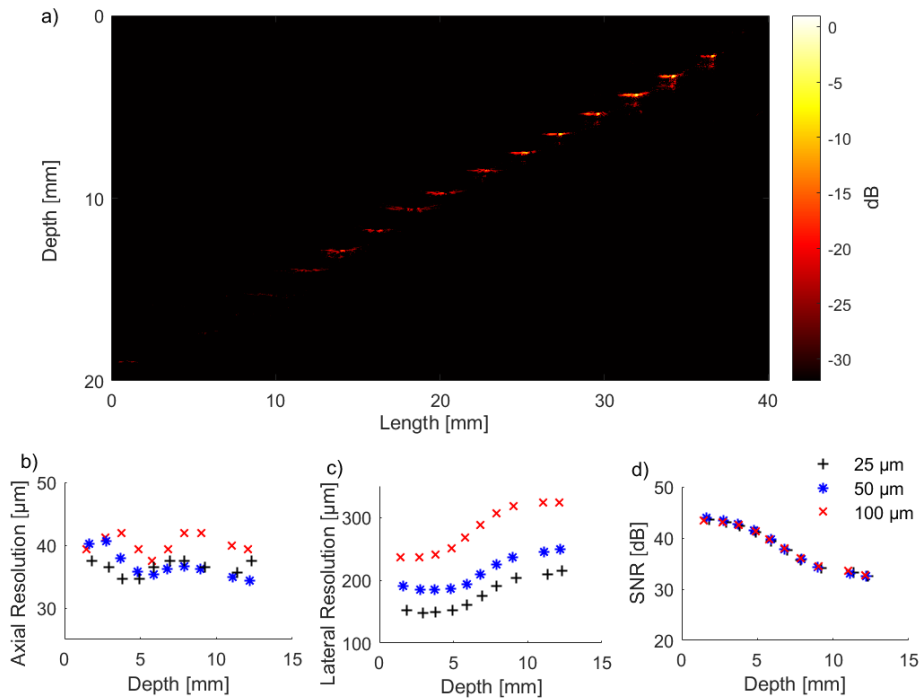 a)
0
10
20
Depth [mm]
0
10
20
30
40
Length [mm]
0
-5
-10
-15
-20
-25
-30
dB
b)
50
40
30
Axial Resolution [µm]
0
5
10
15
Depth [mm]
c)
300
200
100
Lateral Resolution [µm]
0
5
10
15
Depth [mm]
d)
50
40
30
20
SNR [dB]
0
5
10
15
Depth [mm]
25 µm
50 µm
100 µm